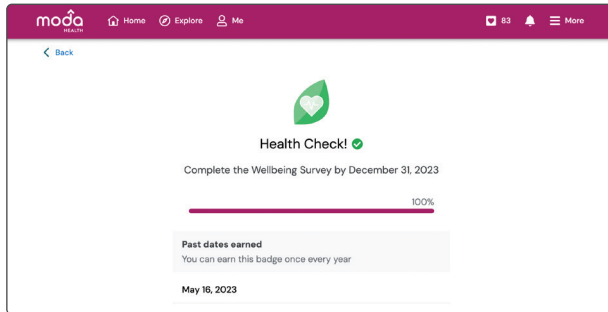 moda
HEALTH
Home
Explore
Me
83
More
Back
Health Check!
Complete the Wellbeing Survey by December 31, 2023
100%
Past dates earned
You can earn this badge once every year
May 16, 2023